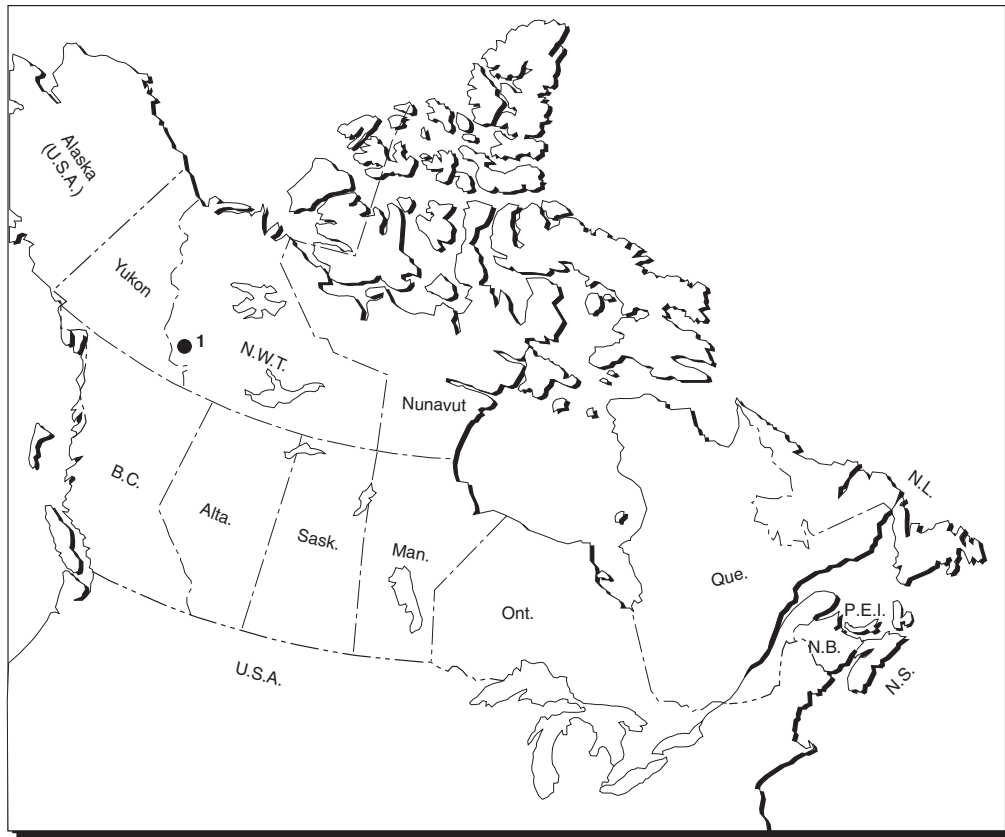 Alaska
(U.S.A.)
Yukon
1
N.W.T.
Nunavut
B.C.
Alta.
Sask.
Man.
Ont.
Que.
N.L.
P.E.I.
N.B.
N.S.
U.S.A.